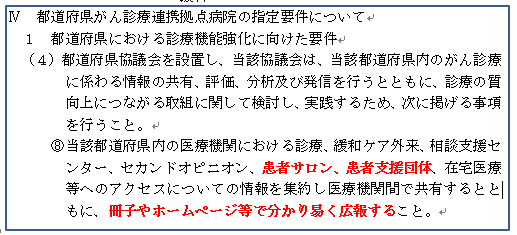 Ⅳ 都道府県がん診療連携拠点病院の指定要件について
1 都道府県における診療機能強化に向けた要件
(4)都道府県協議会を設置し、当該協議会は、当該都道府県内のがん診療
に係わる情報の共有、評価、分析及び発信を行うとともに、診療の質
向上につながる取組に関して検討し、実践するため、次に掲げる事項
を行うこと。
⑧当該都道府県内の医療機関における診療、緩和ケア外来、相談支援セ
ンター、セカンドオピニオン、患者サロン、患者支援団体、在宅医療
等へのアクセスについての情報を集約し医療機関間で共有するとと
もに、冊子やホームページ等で分かり易く広報すること。